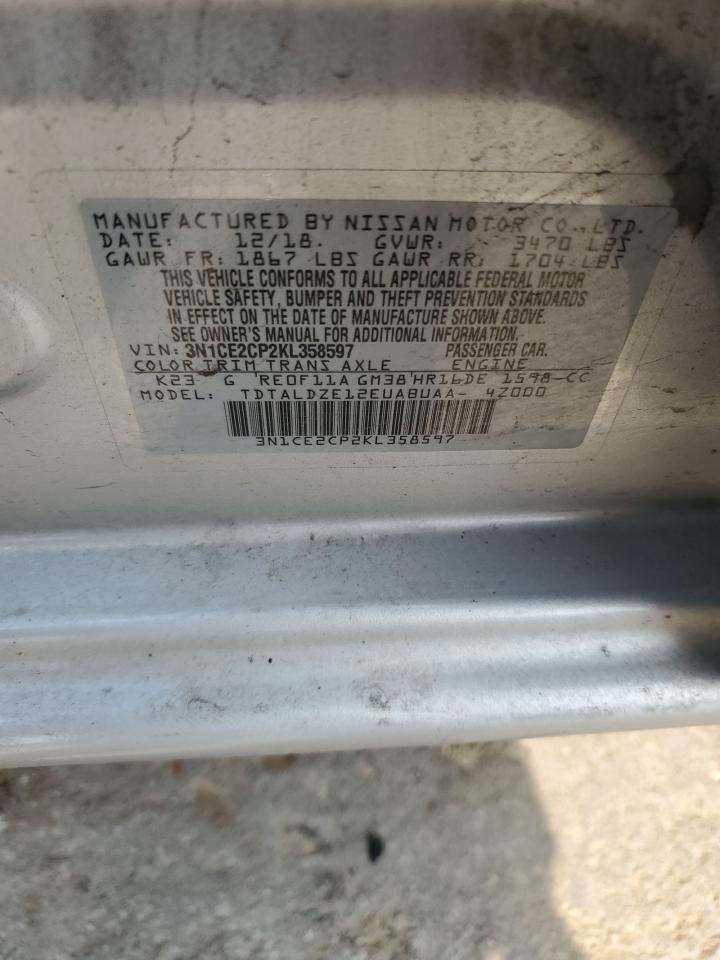 MANUFACTURED BY NISSAN MOTOR CO., LTD.
DATE: 12/18. GVWR: 3470 LBS
GAWR FR: 1867 LBS GAWR RR: 1704 LBS
THIS VEHICLE CONFORMS TO ALL APPLICABLE FEDERAL MOTOR
VEHICLE SAFETY, BUMPER AND THEFT PREVENTION STANDARDS
IN EFFECT ON THE DATE OF MANUFACTURE SHOWN ABOVE.
SEE OWNER'S MANUAL FOR ADDITIONAL INFORMATION.
VIN: 3N1CE2CP2KL358597 PASSENGER CAR.
COLOR TRIM TRANS AXLE ENGINE
K23 G RE0F11A GM38 HR16DE 1598-CC
MODEL: TDTALDZE12EUABUAA- 4Z000
3N1CE2CP2KL358597